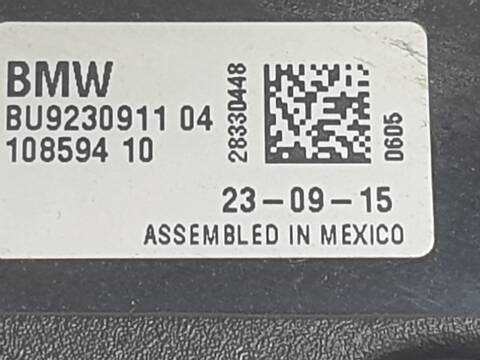 BMW
BU9230911 04
108594 10
28330448
0605
23-09-15
ASSEMBLED IN MEXICO